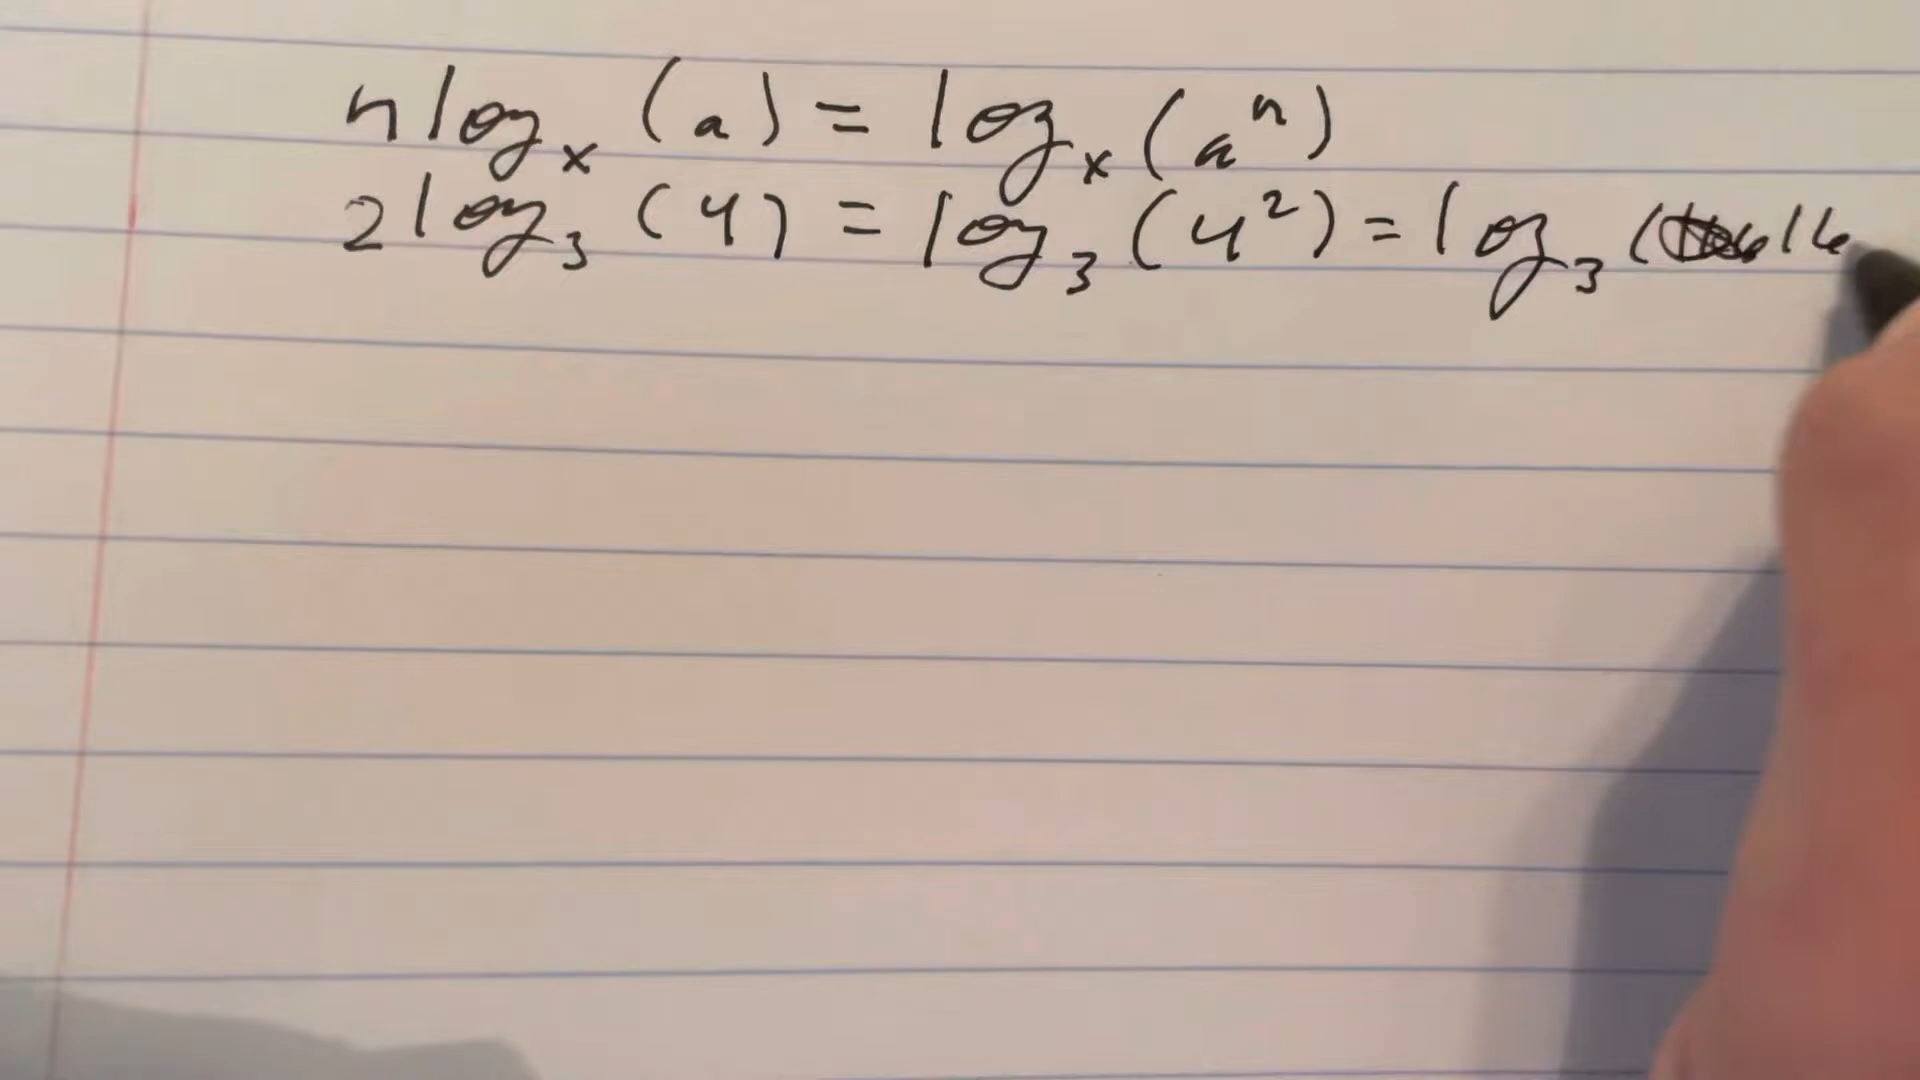 n log_x (a) = log_x (a^n)
2 log_3 (4) = log_3 (4^2) = log_3 (16